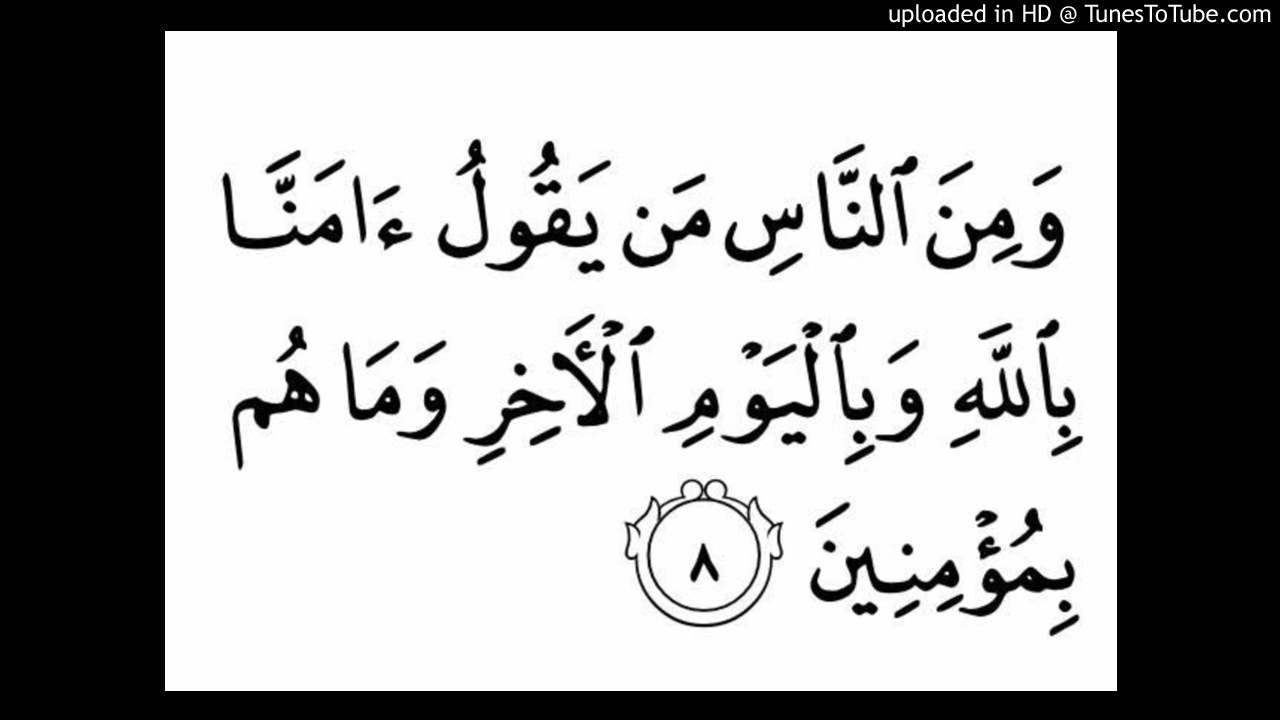 uploaded in HD @ TunesToTube.com
وَمِنَ ٱلنَّاسِ مَن يَقُولُ ءَامَنَّا
بِٱللَّهِ وَبِٱلۡيَوۡمِ ٱلۡأَخِرِ وَمَا هُم
بِمُؤۡمِنِينَ ٨